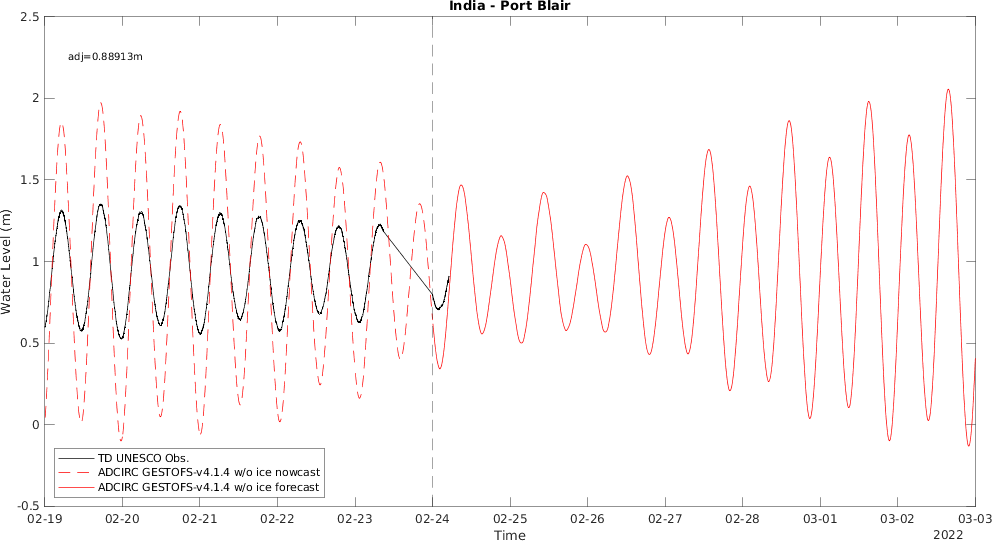 India - Port Blair
2.5
2
1.5
1
0.5
0
-0.5
Water Level (m)
adj=0.88913m
TD UNESCO Obs.
ADCIRC GESTOFS-v4.1.4 w/o ice nowcast
ADCIRC GESTOFS-v4.1.4 w/o ice forecast
02-19 02-20 02-21 02-22 02-23 02-24 02-25 02-26 02-27 02-28 03-01 03-02 03-03
Time
2022